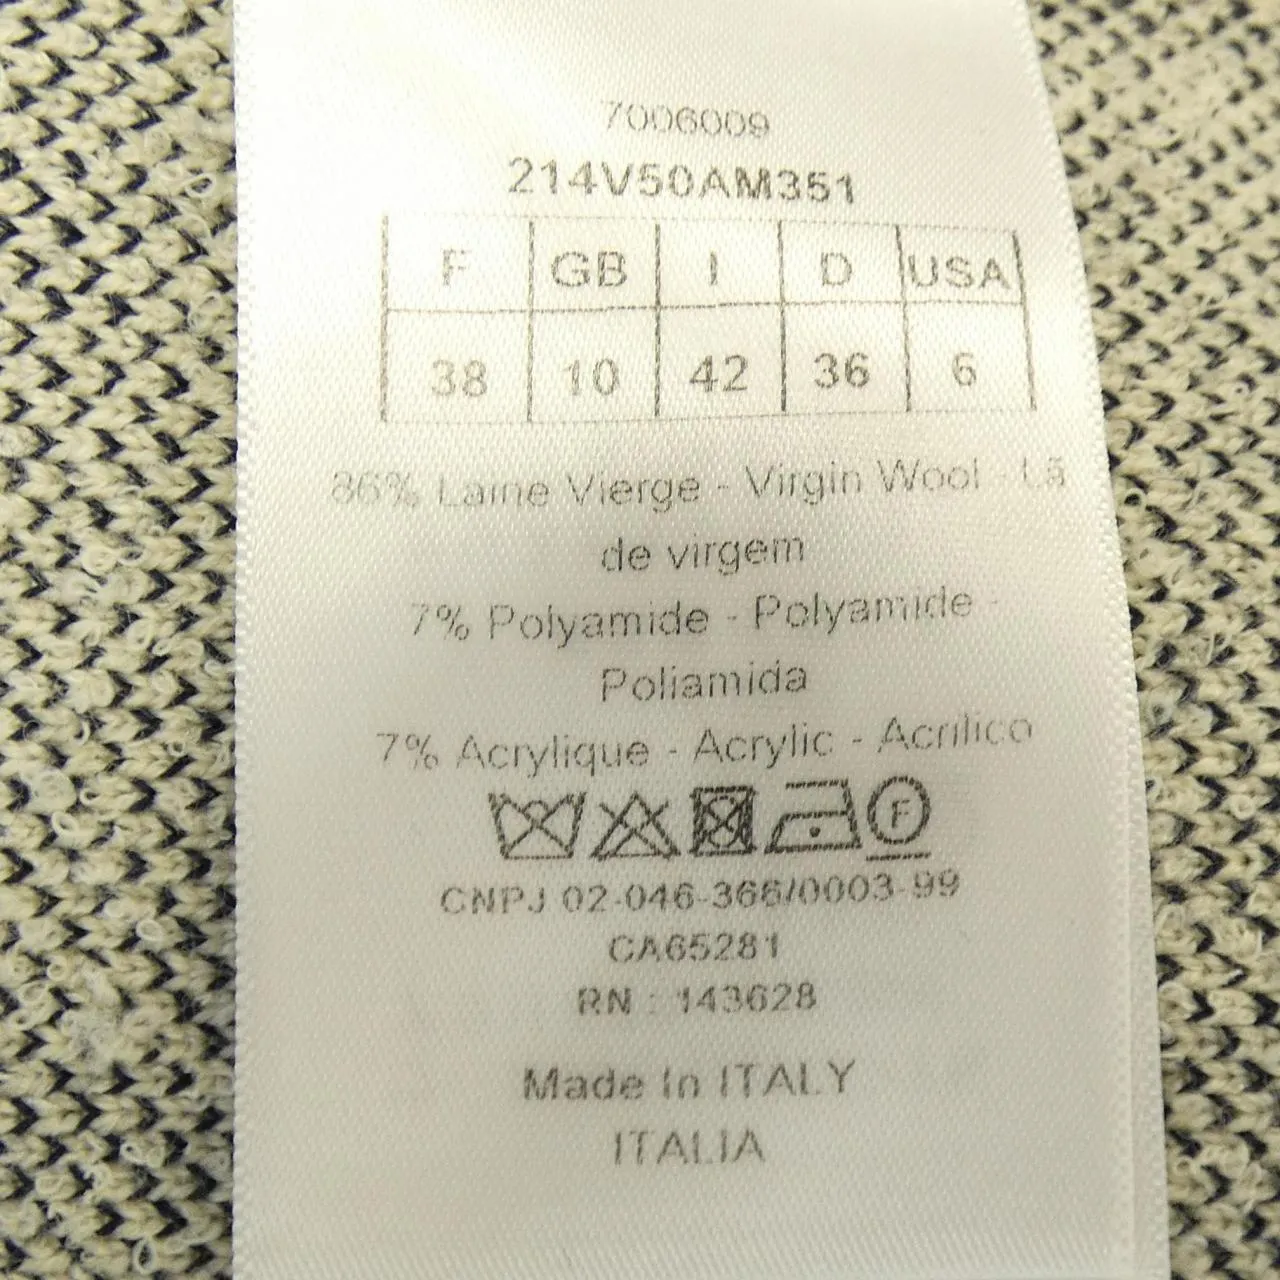 7006009
214V50AM351
F GB I D USA
38 10 42 36 6
86% Laine Vierge - Virgin Wool - Lã
de virgem
7% Polyamide - Polyamide -
Poliamida
7% Acrylique - Acrylic - Acrilico
F
CNPJ 02-046-366/0003-99
CA65281
RN : 143628
Made In ITALY
ITALIA